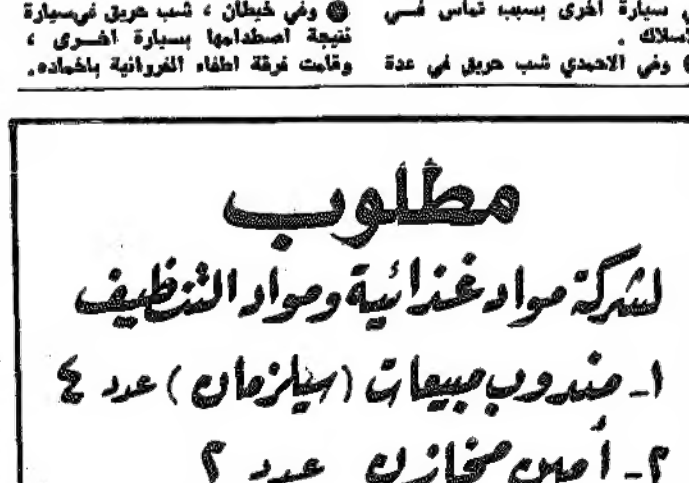 ● وفي خيطان ، شب حريق في سيارة
نتيجة اصطدامها بسيارة اخرى ،
وقامت فرقة اطفاء الفروانية باخماده.
ي سيارة اخرى بسبب تماس في
لاسلاك .
● وفي الاحمدي شب حريق في عدة
مطلوب
لشركة مواد غذائية ومواد التنظيف
١- مندوب مبيعات (سيلزمان) عدد ٤
٢- أمين مخازن عدد ٢